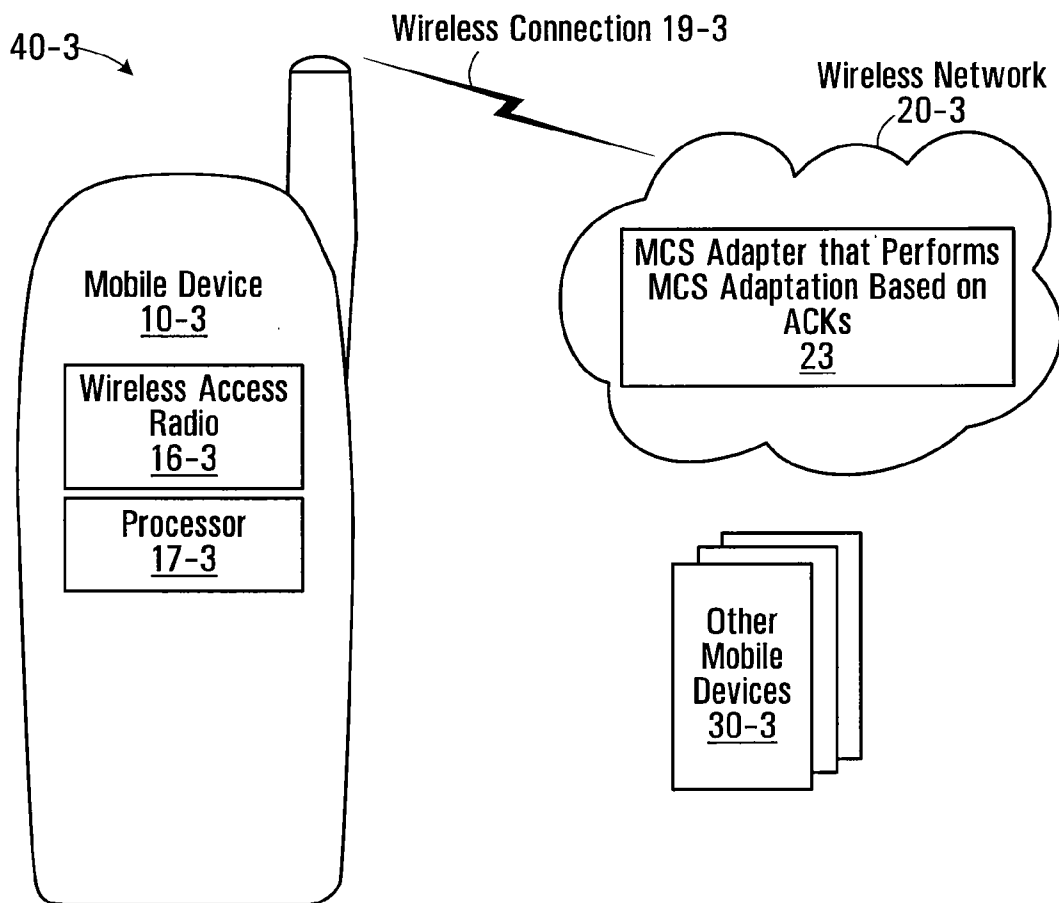 40-3
Wireless Connection 19-3
Wireless Network
20-3
MCS Adapter that Performs
MCS Adaptation Based on
ACKs
23
Mobile Device
10-3
Wireless Access
Radio
16-3
Processor
17-3
Other
Mobile
Devices
30-3